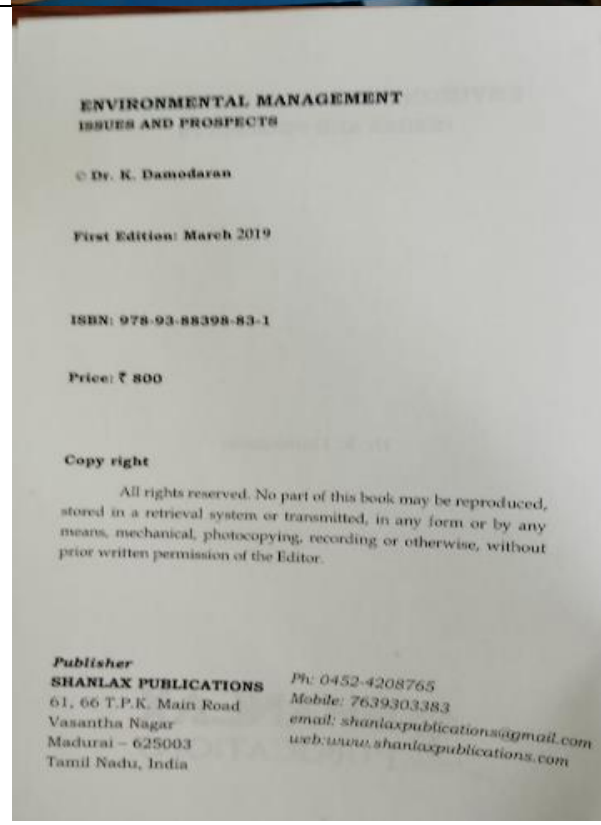 ENVIRONMENTAL MANAGEMENT
ISSUES AND PROSPECTS
© Dr. K. Damodaran
First Edition: March 2019
ISBN: 978-93-88398-83-1
Price: ₹ 800
Copy right
All rights reserved. No part of this book may be reproduced,
stored in a retrieval system or transmitted, in any form or by any
means, mechanical, photocopying, recording or otherwise, without
prior written permission of the Editor.
Publisher
SHANLAX PUBLICATIONS
61, 66 T.P.K. Main Road
Vasantha Nagar
Madurai – 625003
Tamil Nadu, India
Ph: 0452-4208765
Mobile: 7639303383
email: shanlaxpublications@gmail.com
web:www.shanlaxpublications.com